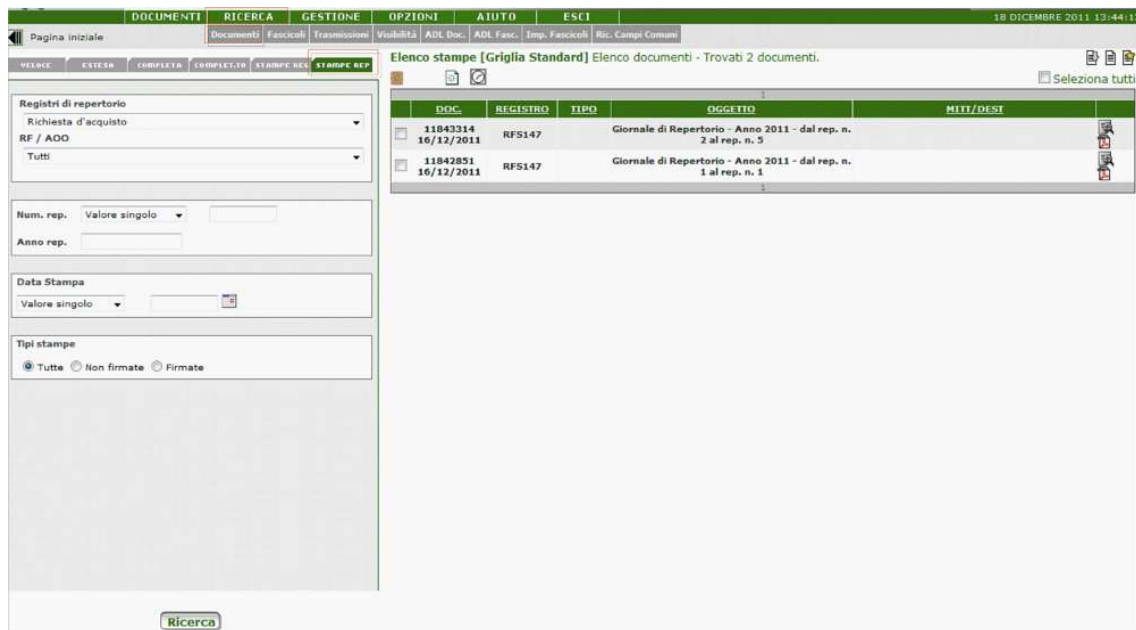 DOCUMENTI RICERCA GESTIONE OPZIONI AIUTO ESCI 18 DICEMBRE 2011 13:44:1
Pagina iniziale Documenti Fascicoli Trasmissioni Visibilità ADL Doc. ADL Fasc. Imp. Fascicoli Ric. Campi Comuni
VELOCE ESTESA COMPLETA COMPLET.TO STAMPE REG STAMPE REP
Elenco stampe [Griglia Standard] Elenco documenti - Trovati 2 documenti.
Seleziona tutti
Registri di repertorio
Richiesta d'acquisto
RF / AOO
Tutti
Num. rep. Valore singolo
Anno rep.
Data Stampa
Valore singolo
Tipi stampe
Tutte Non firmate Firmate
Ricerca
1
DOC. REGISTRO TIPO OGGETTO MITT/DEST
11843314 RFS147 Giornale di Repertorio - Anno 2011 - dal rep. n.
16/12/2011 2 al rep. n. 5
11842851 RFS147 Giornale di Repertorio - Anno 2011 - dal rep. n.
16/12/2011 1 al rep. n. 1
1